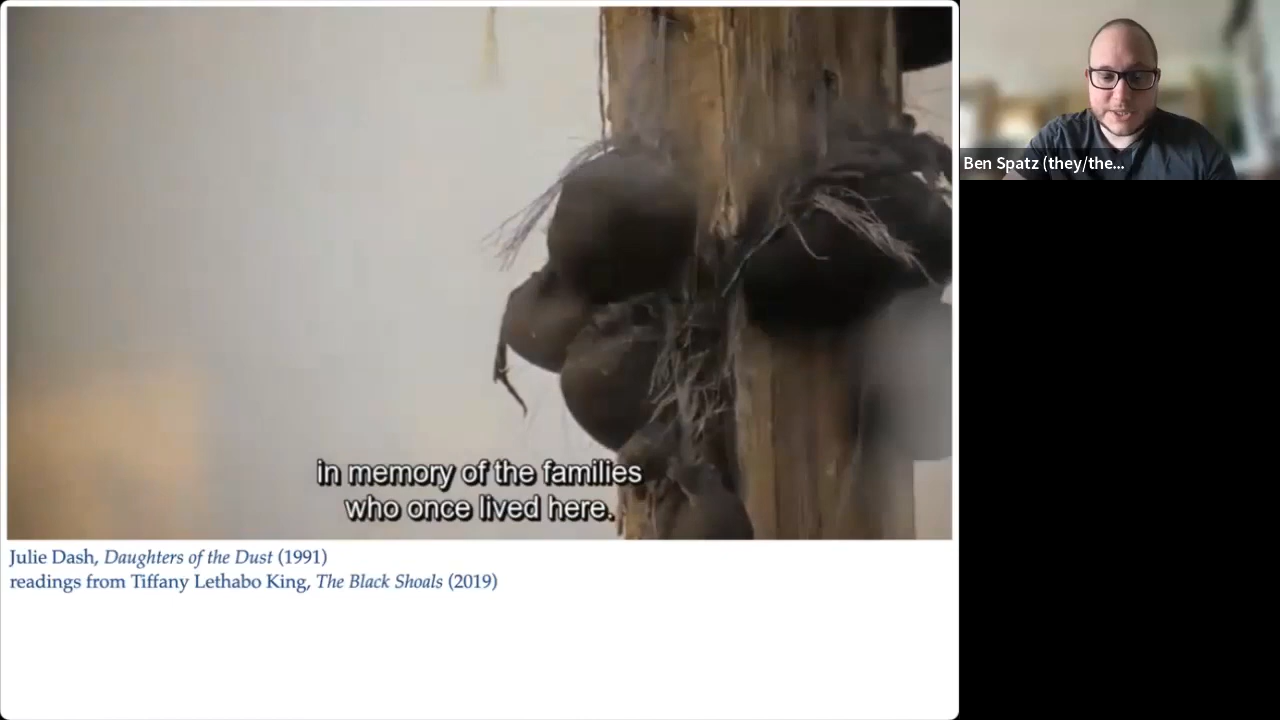 in memory of the families
who once lived here.
Julie Dash, Daughters of the Dust (1991)
readings from Tiffany Lethabo King, The Black Shoals (2019)
Ben Spatz (they/the...